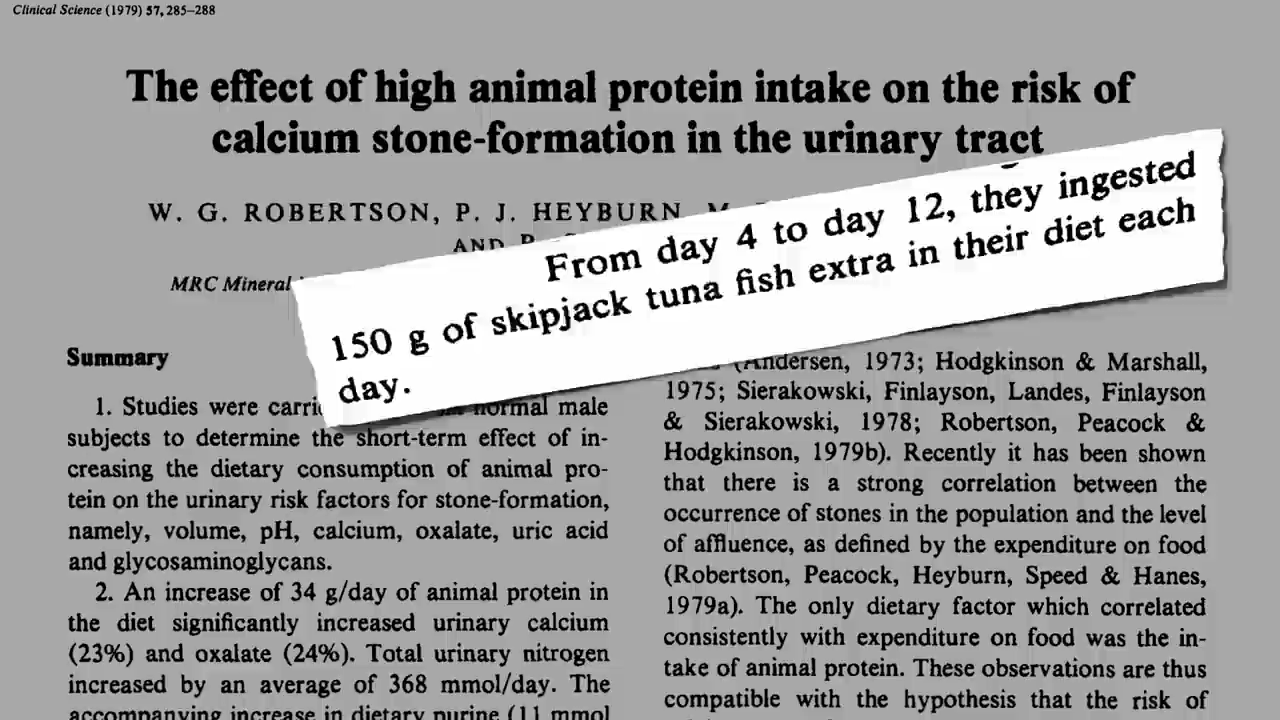 Clinical Science (1979) 57, 285–288
The effect of high animal protein intake on the risk of
calcium stone-formation in the urinary tract
W. G. ROBERTSON, P. J. HEYBURN
AND
MRC Mineral
From day 4 to day 12, they ingested
150 g of skipjack tuna fish extra in their diet each
day.
Summary
1. Studies were normal male
subjects to determine the short-term effect of in-
creasing the dietary consumption of animal pro-
tein on the urinary risk factors for stone-formation,
namely, volume, pH, calcium, oxalate, uric acid
and glycosaminoglycans.
2. An increase of 34 g/day of animal protein in
the diet significantly increased urinary calcium
(23%) and oxalate (24%). Total urinary nitrogen
increased by an average of 368 mmol/day. The
accompanying increase in dietary purine (11 mmol
(Andersen, 1973; Hodgkinson & Marshall,
1975; Sierakowski, Finlayson, Landes, Finlayson
& Sierakowski, 1978; Robertson, Peacock &
Hodgkinson, 1979b). Recently it has been shown
that there is a strong correlation between the
occurrence of stones in the population and the level
of affluence, as defined by the expenditure on food
(Robertson, Peacock, Heyburn, Speed & Hanes,
1979a). The only dietary factor which correlated
consistently with expenditure on food was the in-
take of animal protein. These observations are thus
compatible with the hypothesis that the risk of